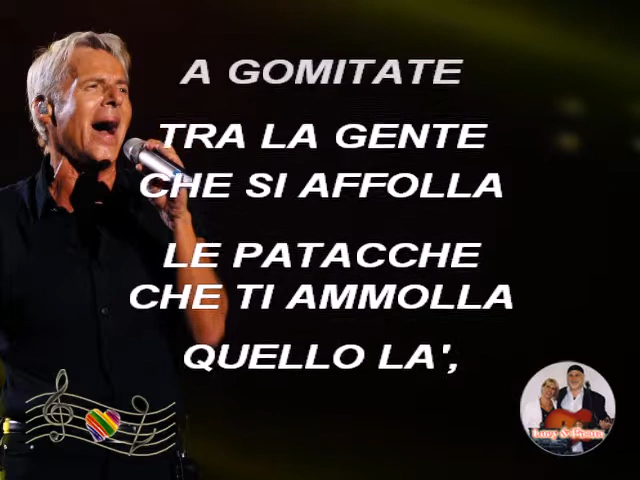 A GOMITATE
TRA LA GENTE
CHE SI AFFOLLA
LE PATACCHE
CHE TI AMMOLLA
QUELLO LA',